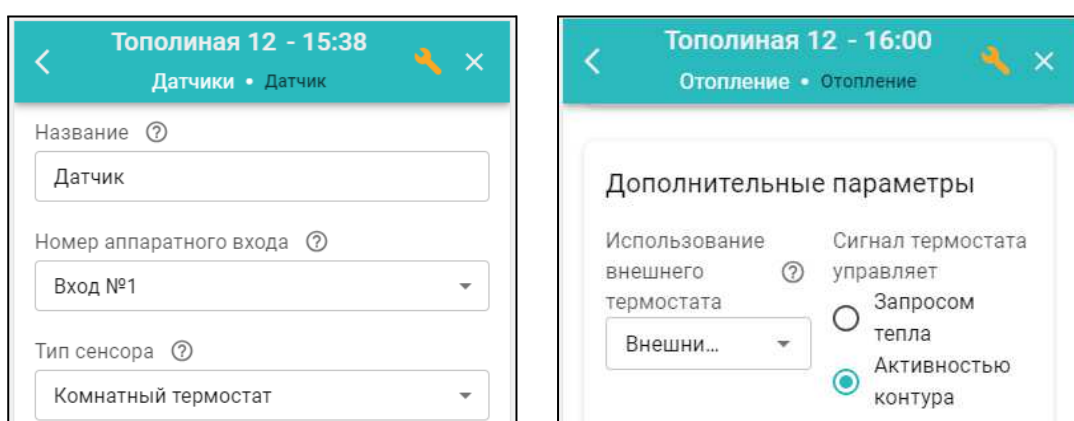 Тополиная 12 - 15:38
Датчики • Датчик
Название
Датчик
Номер аппаратного входа
Вход №1
Тип сенсора
Комнатный термостат
Тополиная 12 - 16:00
Отопление • Отопление
Дополнительные параметры
Использование
внешнего
термостата
Внешни...
Сигнал термостата
управляет
Запросом
тепла
Активностью
контура